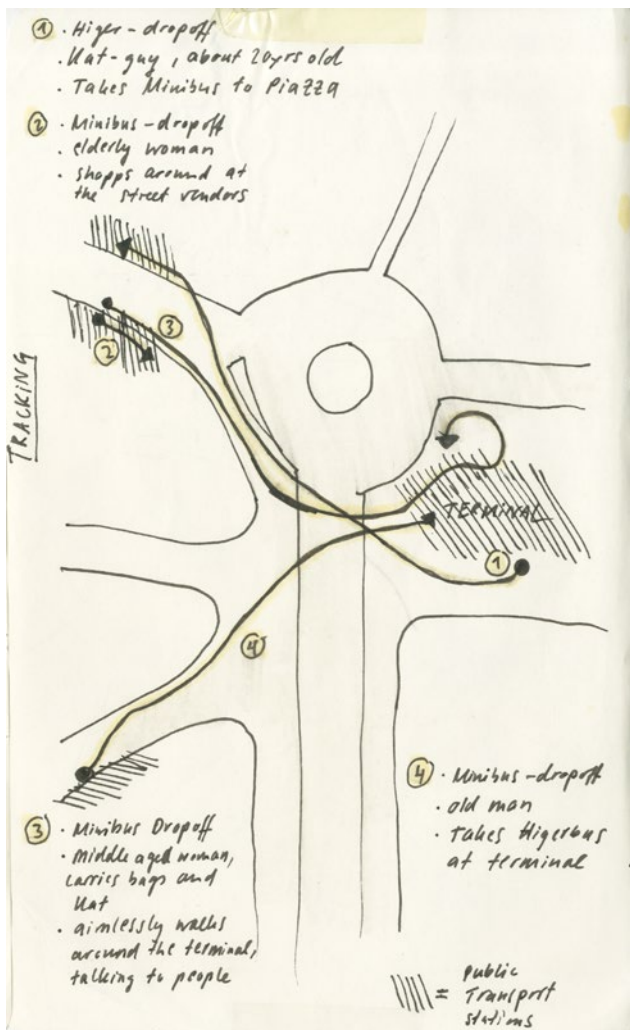 ① · Higer-dropoff
· Kat-guy, about 20yrs old
· Takes Minibus to Piazza
② · Minibus-dropoff
· elderly woman
· shopps around at
the street vendors
TRACKING
3
2
TERMINAL
1
4
③ · Minibus Dropoff
· middle aged woman,
carries bags and
Kat
· aimlessly walks
around the terminal,
talking to people
④ · Minibus-dropoff
· old man
· Takes Higerbus
at terminal
= Public
Transport
stations